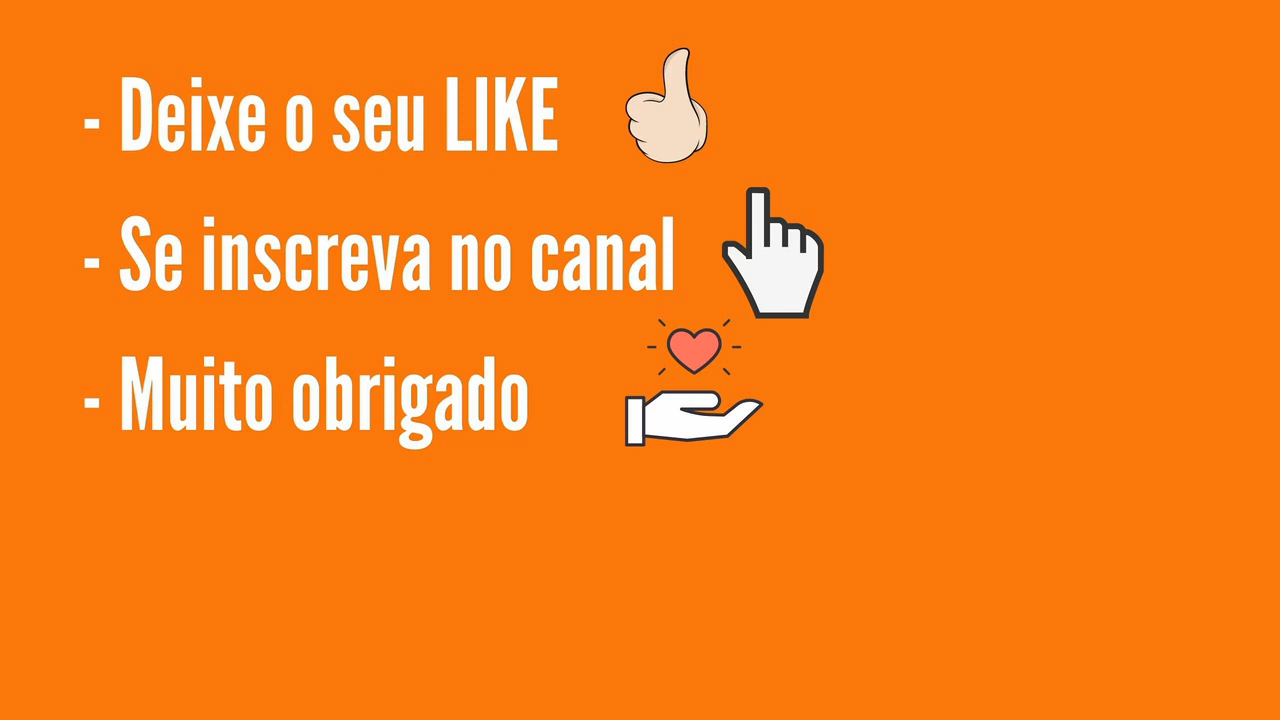 - Deixe o seu LIKE
- Se inscreva no canal
- Muito obrigado